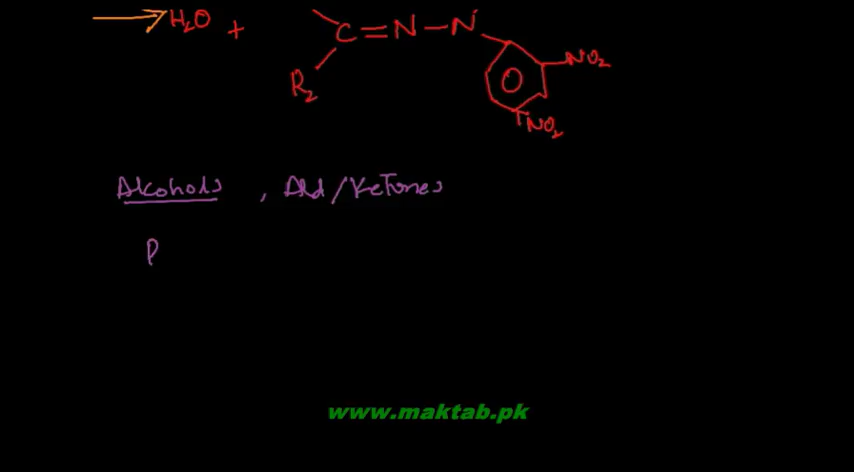 H₂O + C=N-N
NO₂
R₂ O
NO₂
Alcohols, Ald/Ketones
P
www.maktab.pk